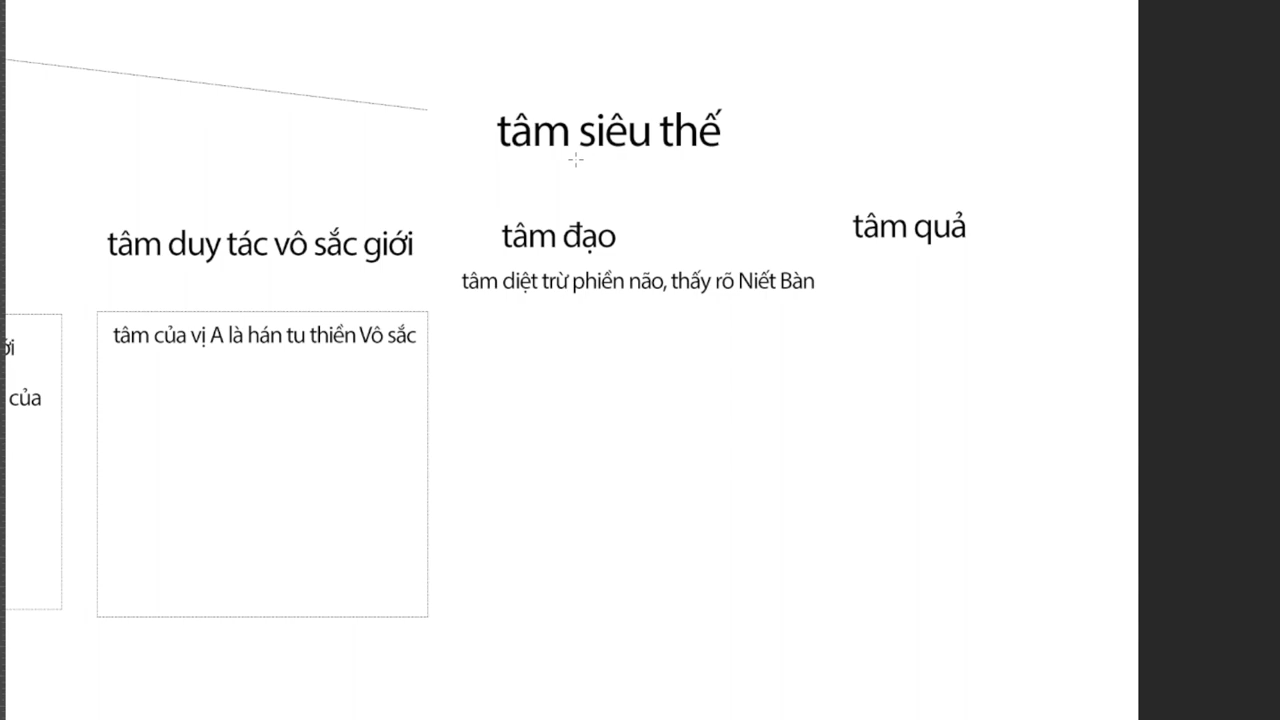 tâm siêu thế
tâm duy tác vô sắc giới
tâm đạo
tâm quả
tâm diệt trừ phiền não, thấy rõ Niết Bàn
tâm của vị A là hán tu thiền Vô sắc
của